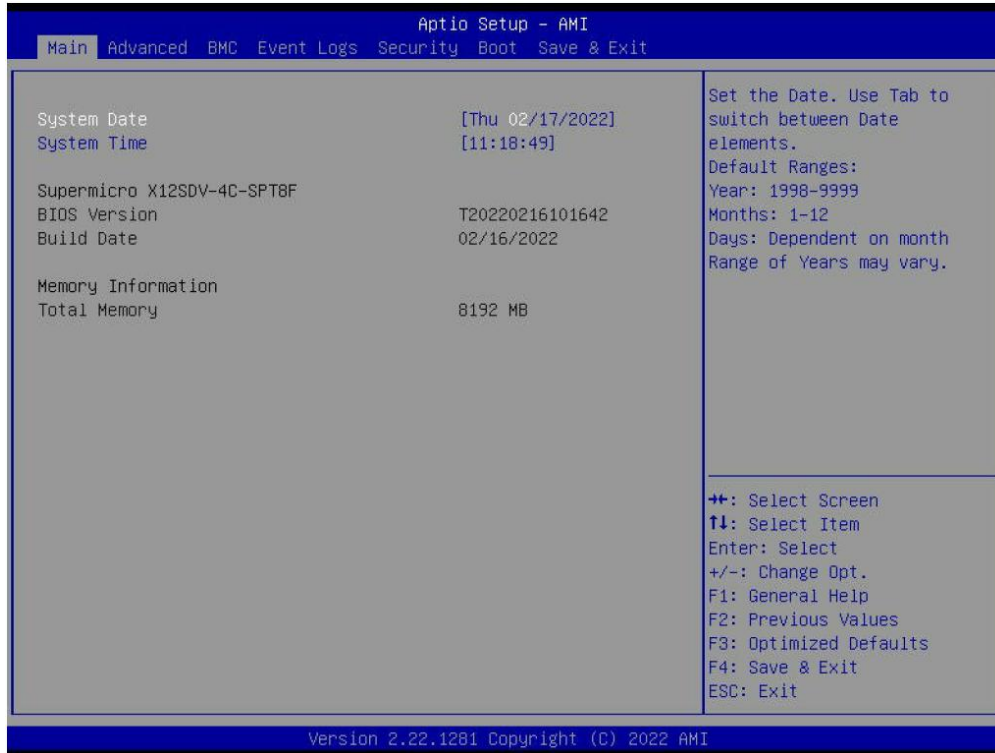 Aptio Setup – AMI
Main Advanced BMC Event Logs Security Boot Save & Exit
System Date [Thu 02/17/2022]
System Time [11:18:49]
Supermicro X12SDV-4C-SPT8F
BIOS Version T20220216101642
Build Date 02/16/2022
Memory Information
Total Memory 8192 MB
Set the Date. Use Tab to
switch between Date
elements.
Default Ranges:
Year: 1998-9999
Months: 1-12
Days: Dependent on month
Range of Years may vary.
→←: Select Screen
↑↓: Select Item
Enter: Select
+/-: Change Opt.
F1: General Help
F2: Previous Values
F3: Optimized Defaults
F4: Save & Exit
ESC: Exit
Version 2.22.1281 Copyright (C) 2022 AMI